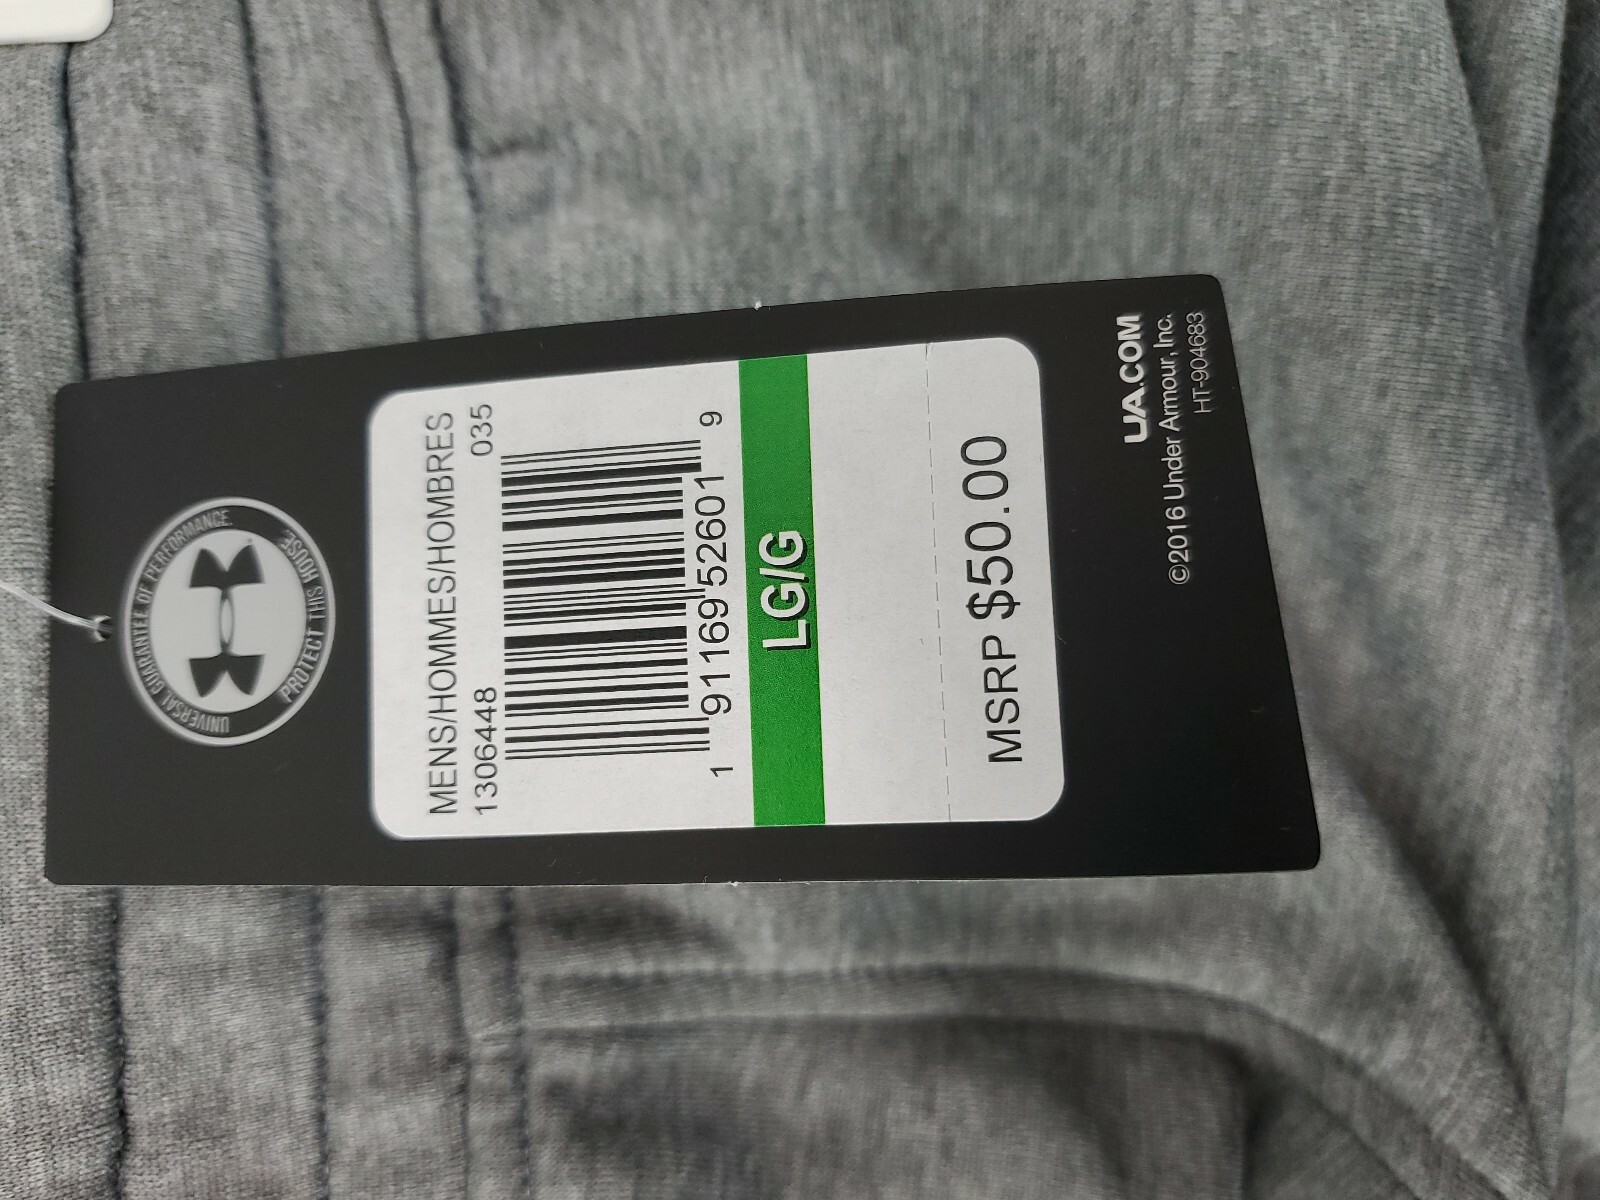 UNIVERSAL GUARANTEE OF PERFORMANCE.
PROTECT THIS HOUSE.
MENS/HOMMES/HOMBRES
1306448 035
1 91169 52601 9
LG/G
MSRP $50.00
UA.COM
©2016 Under Armour, Inc.
HT-904683